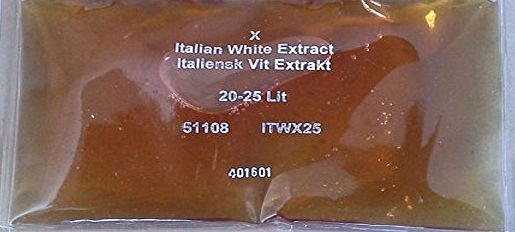 X
Italian White Extract
Italiensk Vit Extrakt
20-25 Lit
51108 ITWX25
401601